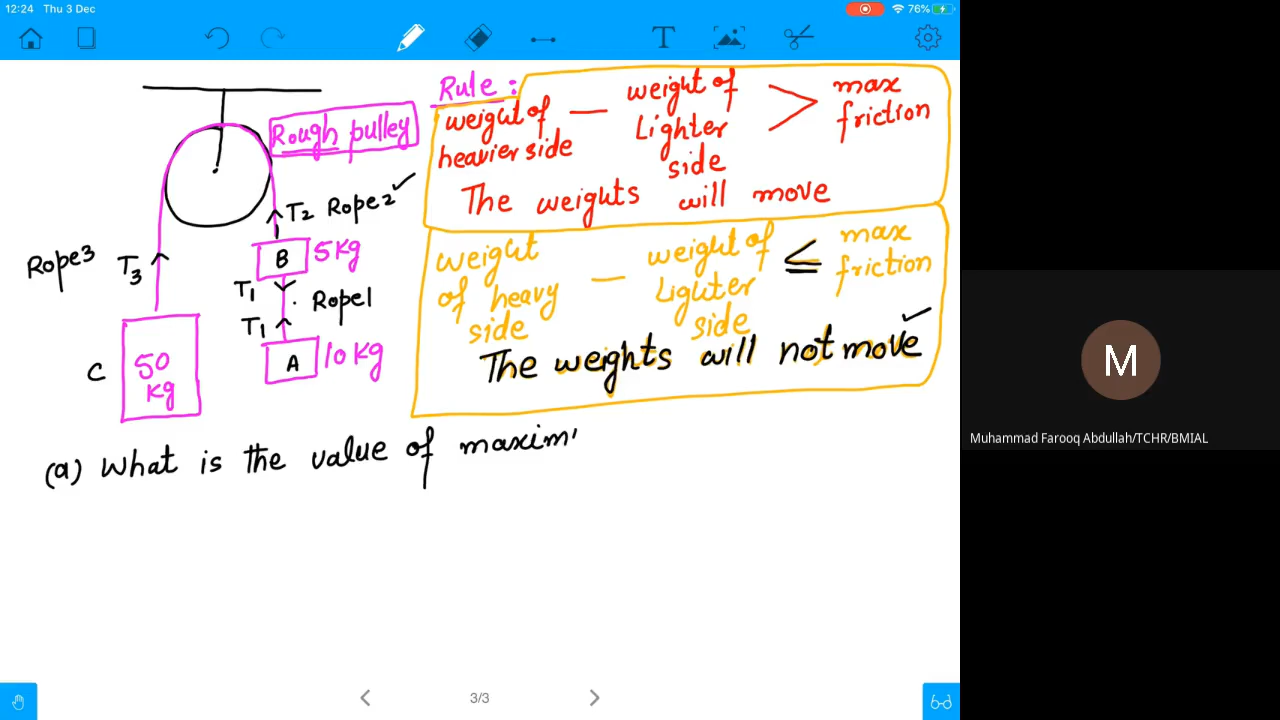 12:24 Thu 3 Dec
76%
Rule:
weight of heavier side — weight of Lighter side > max friction
The weights will move
weight of heavy side — weight of Lighter side ≤ max friction
The weights will not move
Rough pulley
T2 Rope2
B 5kg
T1
Rope1
T1
A 10kg
Rope3 T3
C 50 kg
(a) What is the value of maxim
3/3
M
Muhammad Farooq Abdullah/TCHR/BMIAL